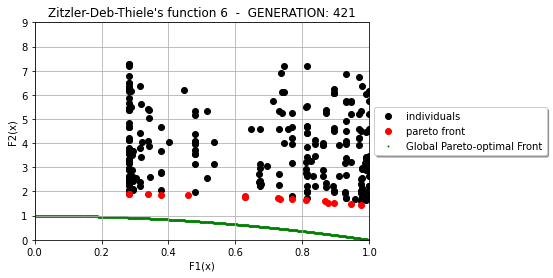 Zitzler-Deb-Thiele's function 6 - GENERATION: 421
F2(x)
9
8
7
6
5
4
3
2
1
0
0.0 0.2 0.4 0.6 0.8 1.0
F1(x)
individuals
pareto front
Global Pareto-optimal Front